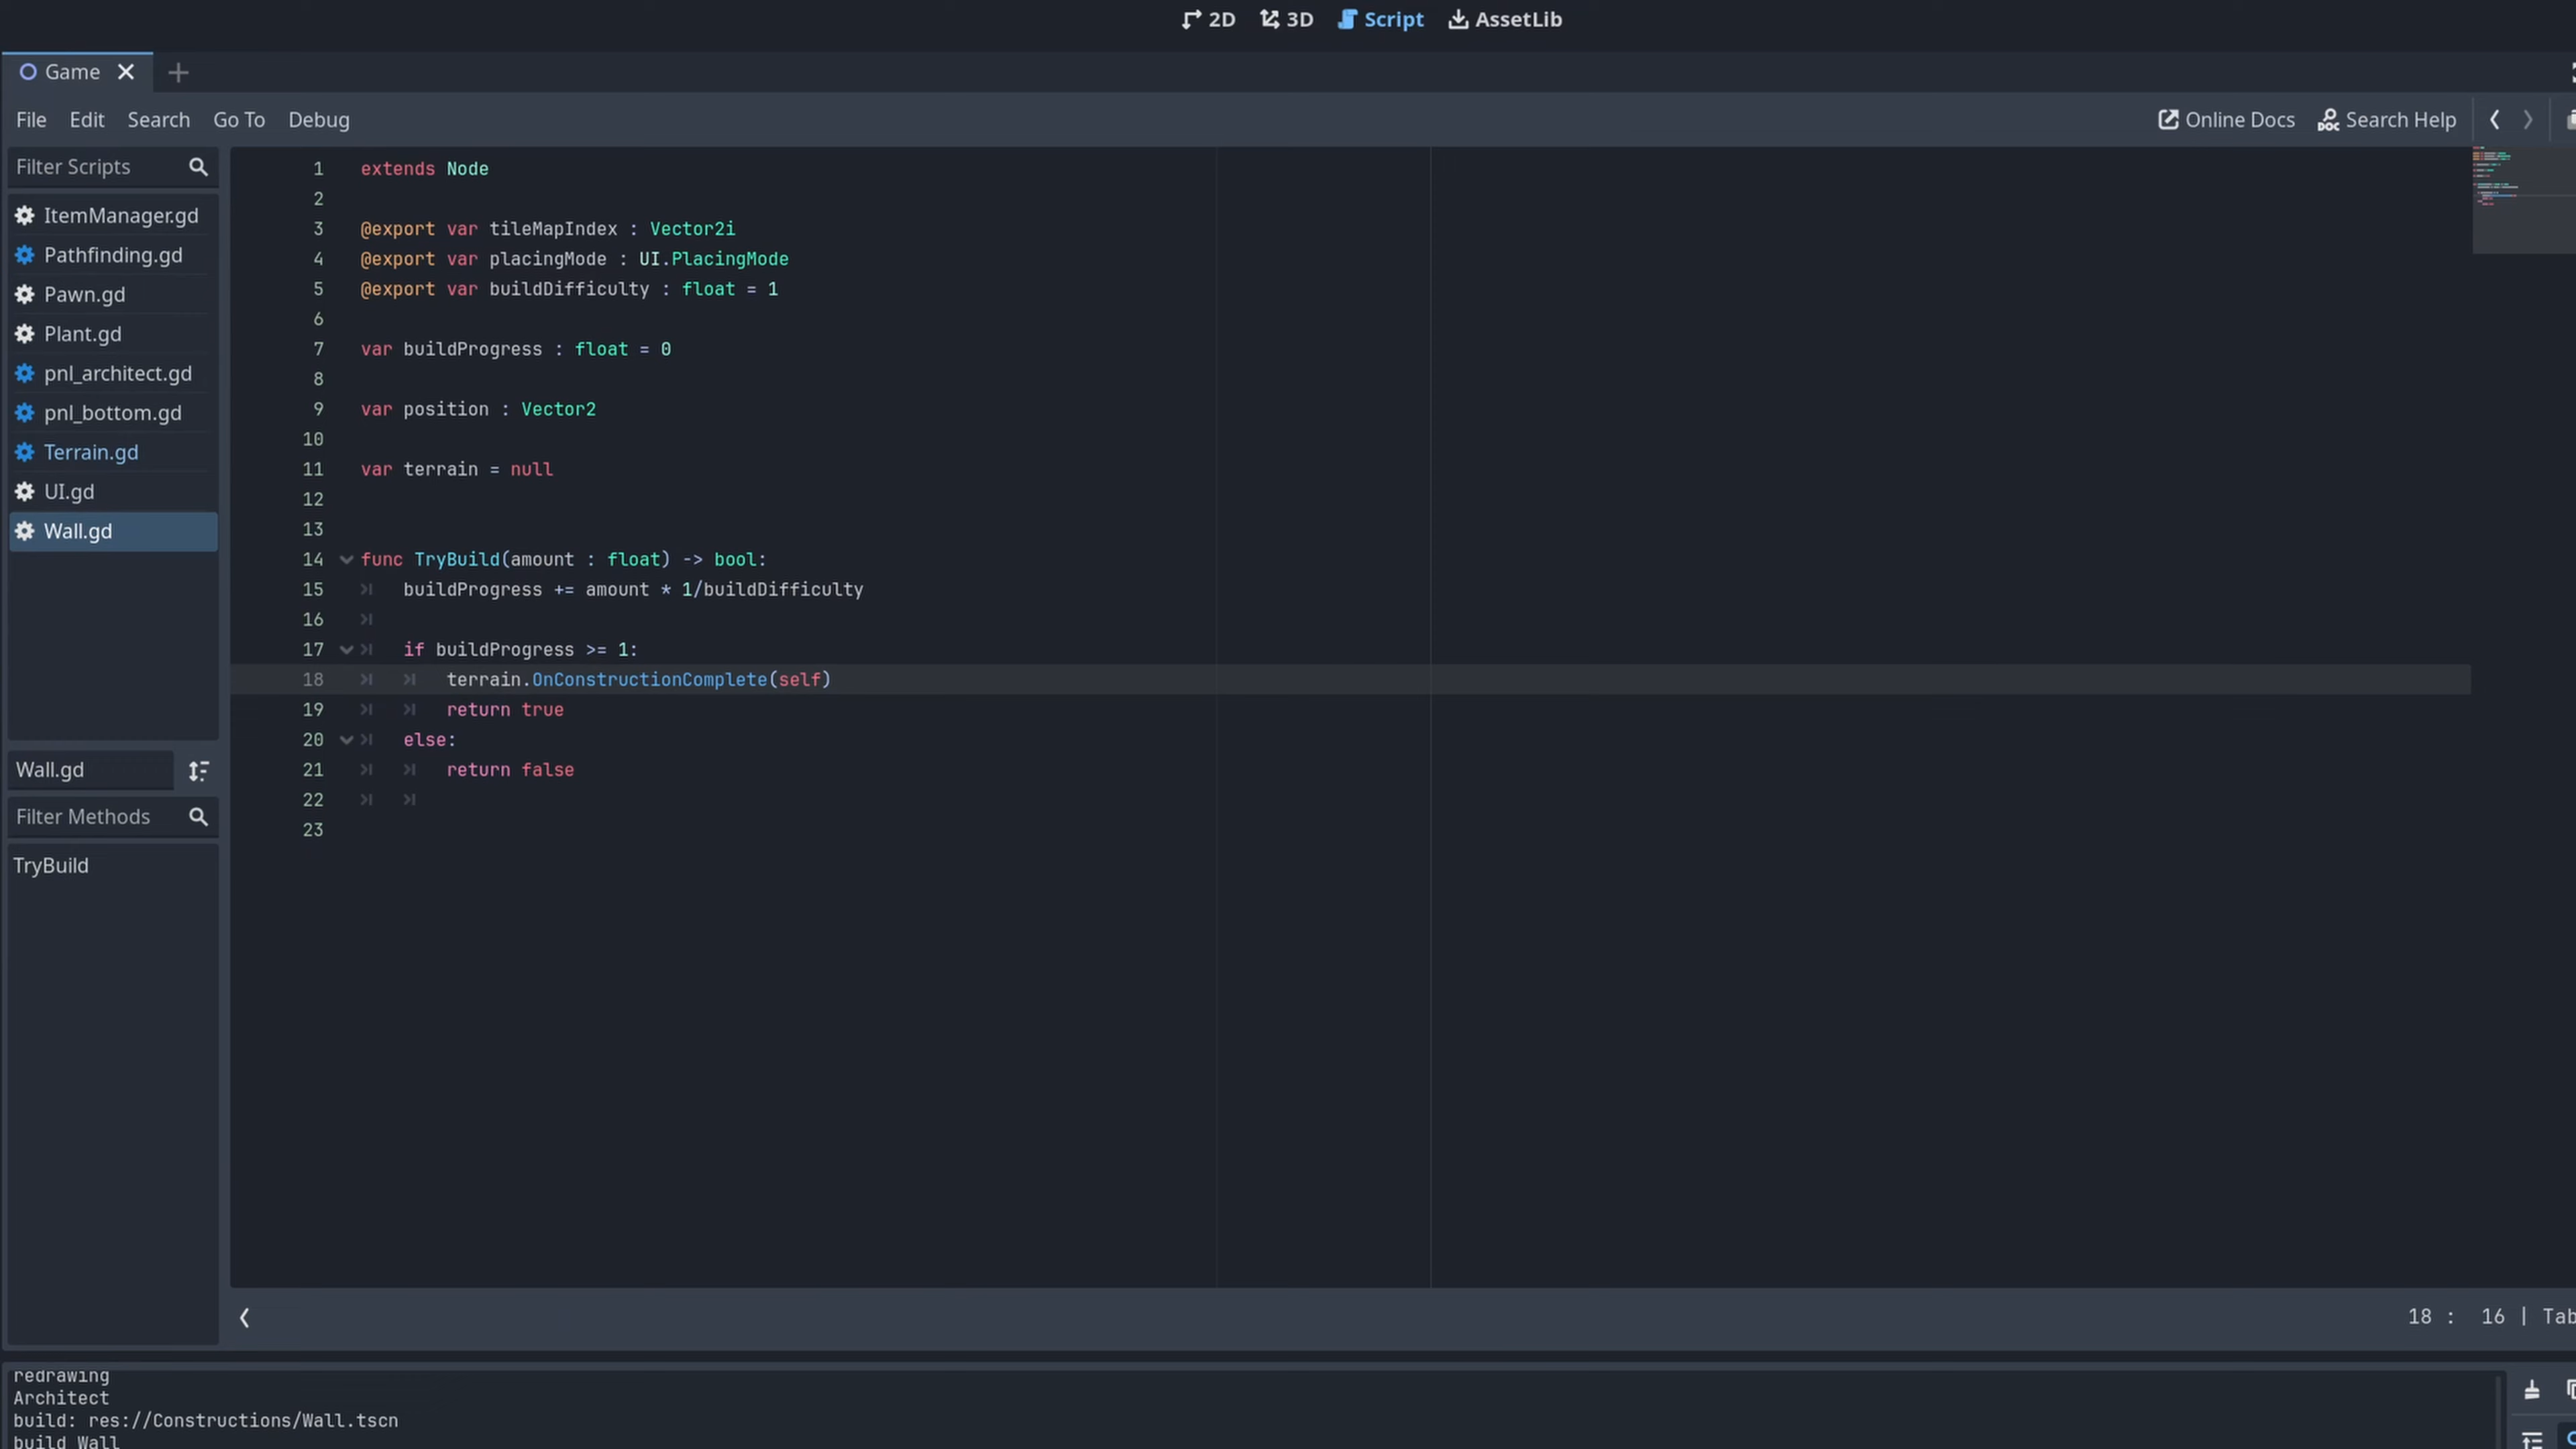 2D 3D Script AssetLib
Game
File Edit Search Go To Debug Online Docs Search Help
Filter Scripts
ItemManager.gd
Pathfinding.gd
Pawn.gd
Plant.gd
pnl_architect.gd
pnl_bottom.gd
Terrain.gd
UI.gd
Wall.gd
Wall.gd
Filter Methods
TryBuild
1 extends Node
2
3 @export var tileMapIndex : Vector2i
4 @export var placingMode : UI.PlacingMode
5 @export var buildDifficulty : float = 1
6
7 var buildProgress : float = 0
8
9 var position : Vector2
10
11 var terrain = null
12
13
14 func TryBuild(amount : float) -> bool:
15 buildProgress += amount * 1/buildDifficulty
16
17 if buildProgress >= 1:
18 terrain.OnConstructionComplete(self)
19 return true
20 else:
21 return false
22
23
18 : 16 | Tab
redrawing
Architect
build: res://Constructions/Wall.tscn
build Wall